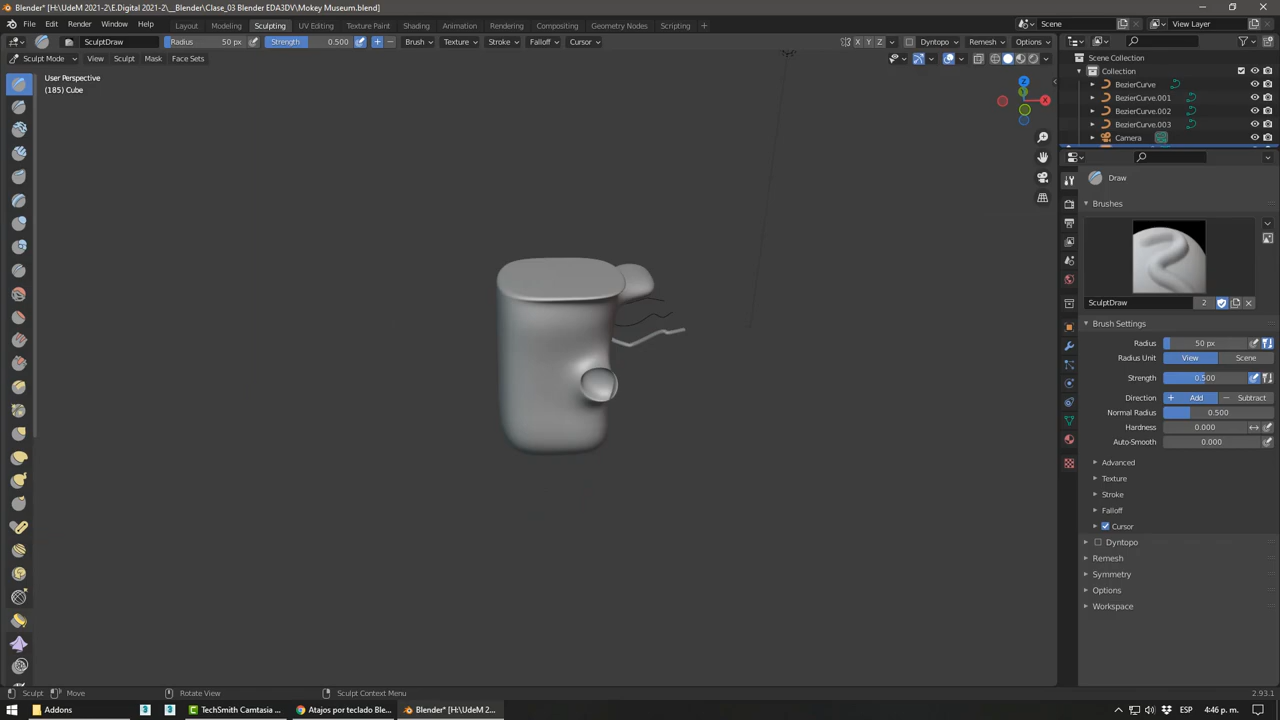 Blender* [H:\UdeM 2021-2\E.Digital 2021-2\__Blender\Clase_03 Blender EDA3DV\Mokey Museum.blend]
File Edit Render Window Help Layout Modeling Sculpting UV Editing Texture Paint Shading Animation Rendering Compositing Geometry Nodes Scripting + Scene View Layer
SculptDraw Radius 50 px Strength 0.500 + − Brush Texture Stroke Falloff Cursor X Y Z Dyntopo Remesh Options
Sculpt Mode View Sculpt Mask Face Sets
User Perspective
(185) Cube
Z
Y
X
Scene Collection
Collection
BezierCurve
BezierCurve.001
BezierCurve.002
BezierCurve.003
Camera
Draw
Brushes
SculptDraw 2
Brush Settings
Radius 50 px
Radius Unit View Scene
Strength 0.500
Direction + Add − Subtract
Normal Radius 0.500
Hardness 0.000
Auto-Smooth 0.000
Advanced
Texture
Stroke
Falloff
Cursor
Dyntopo
Remesh
Symmetry
Options
Workspace
Sculpt Move Rotate View Sculpt Context Menu 2.93.1
Addons 3 3 TechSmith Camtasia ... Atajos por teclado Ble... Blender* [H:\UdeM 2... ESP 4:46 p. m.